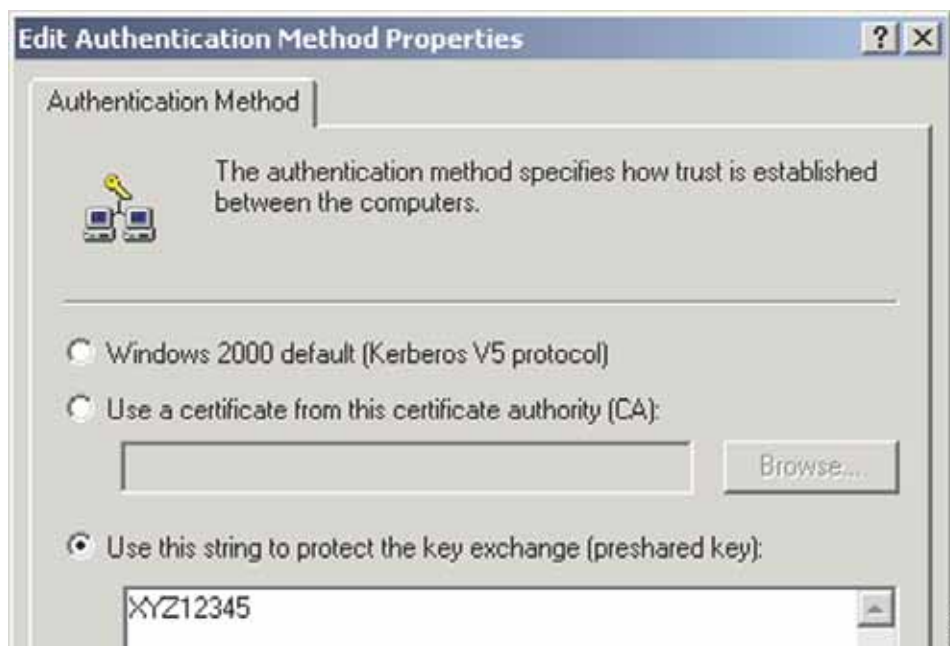 Edit Authentication Method Properties
Authentication Method
The authentication method specifies how trust is established
between the computers.
Windows 2000 default (Kerberos V5 protocol)
Use a certificate from this certificate authority (CA):
Browse...
Use this string to protect the key exchange (preshared key):
XYZ12345